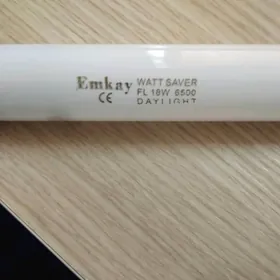 Emkay WATT SAVER
FL 18W 6500
CE DAYLIGHT